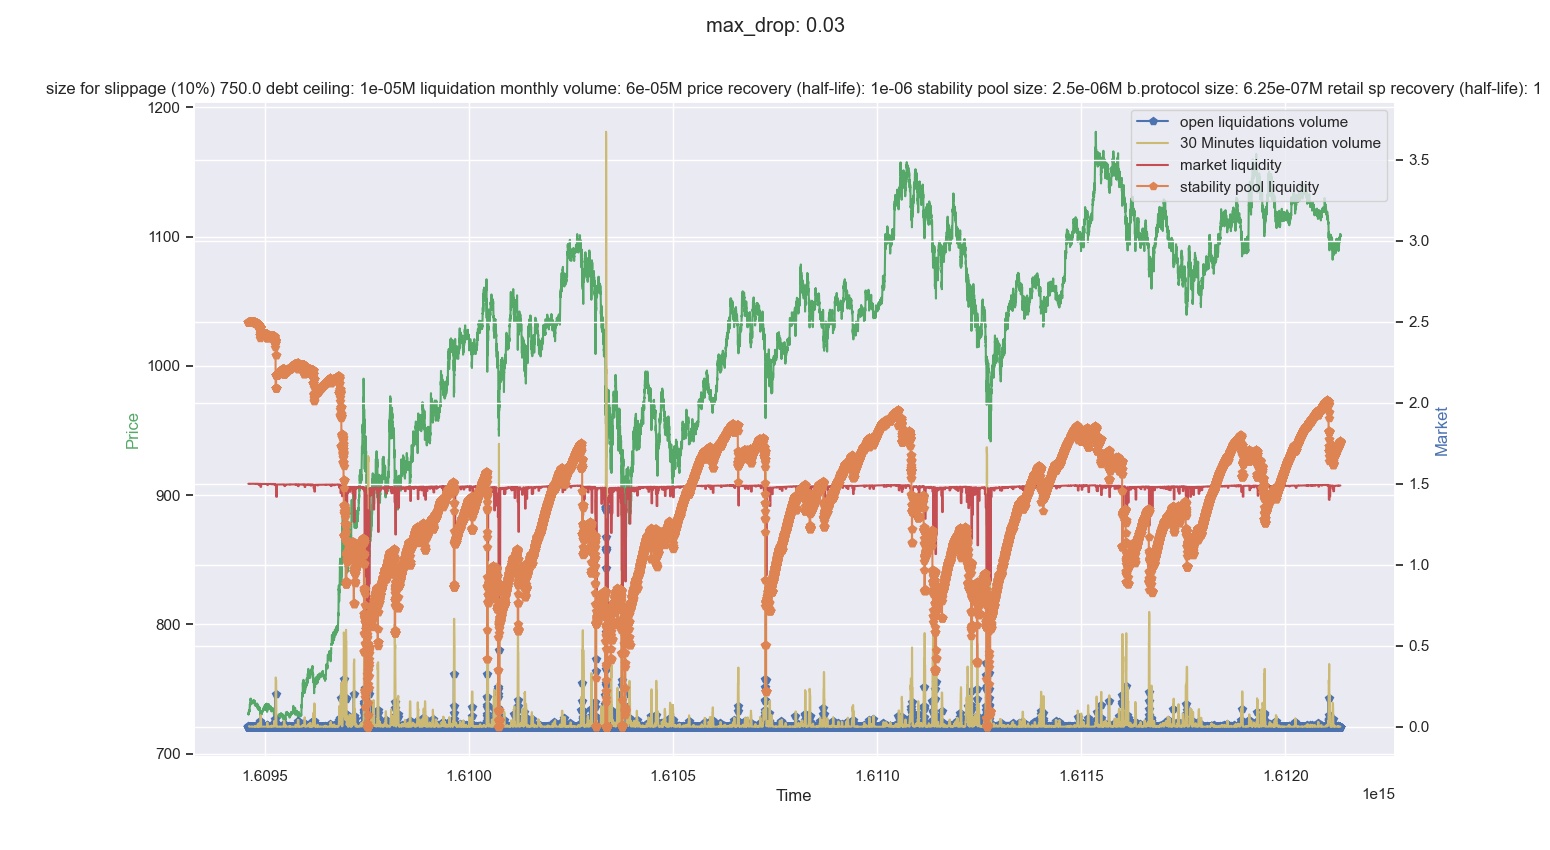 max_drop: 0.03
size for slippage (10%) 750.0 debt ceiling: 1e-05M liquidation monthly volume: 6e-05M price recovery (half-life): 1e-06 stability pool size: 2.5e-06M b.protocol size: 6.25e-07M retail sp recovery (half-life): 1
open liquidations volume
30 Minutes liquidation volume
market liquidity
stability pool liquidity
1200
1100
1000
900
800
700
Price
3.5
3.0
2.5
2.0
1.5
1.0
0.5
0.0
Market
1.6095 1.6100 1.6105 1.6110 1.6115 1.6120
1e15
Time